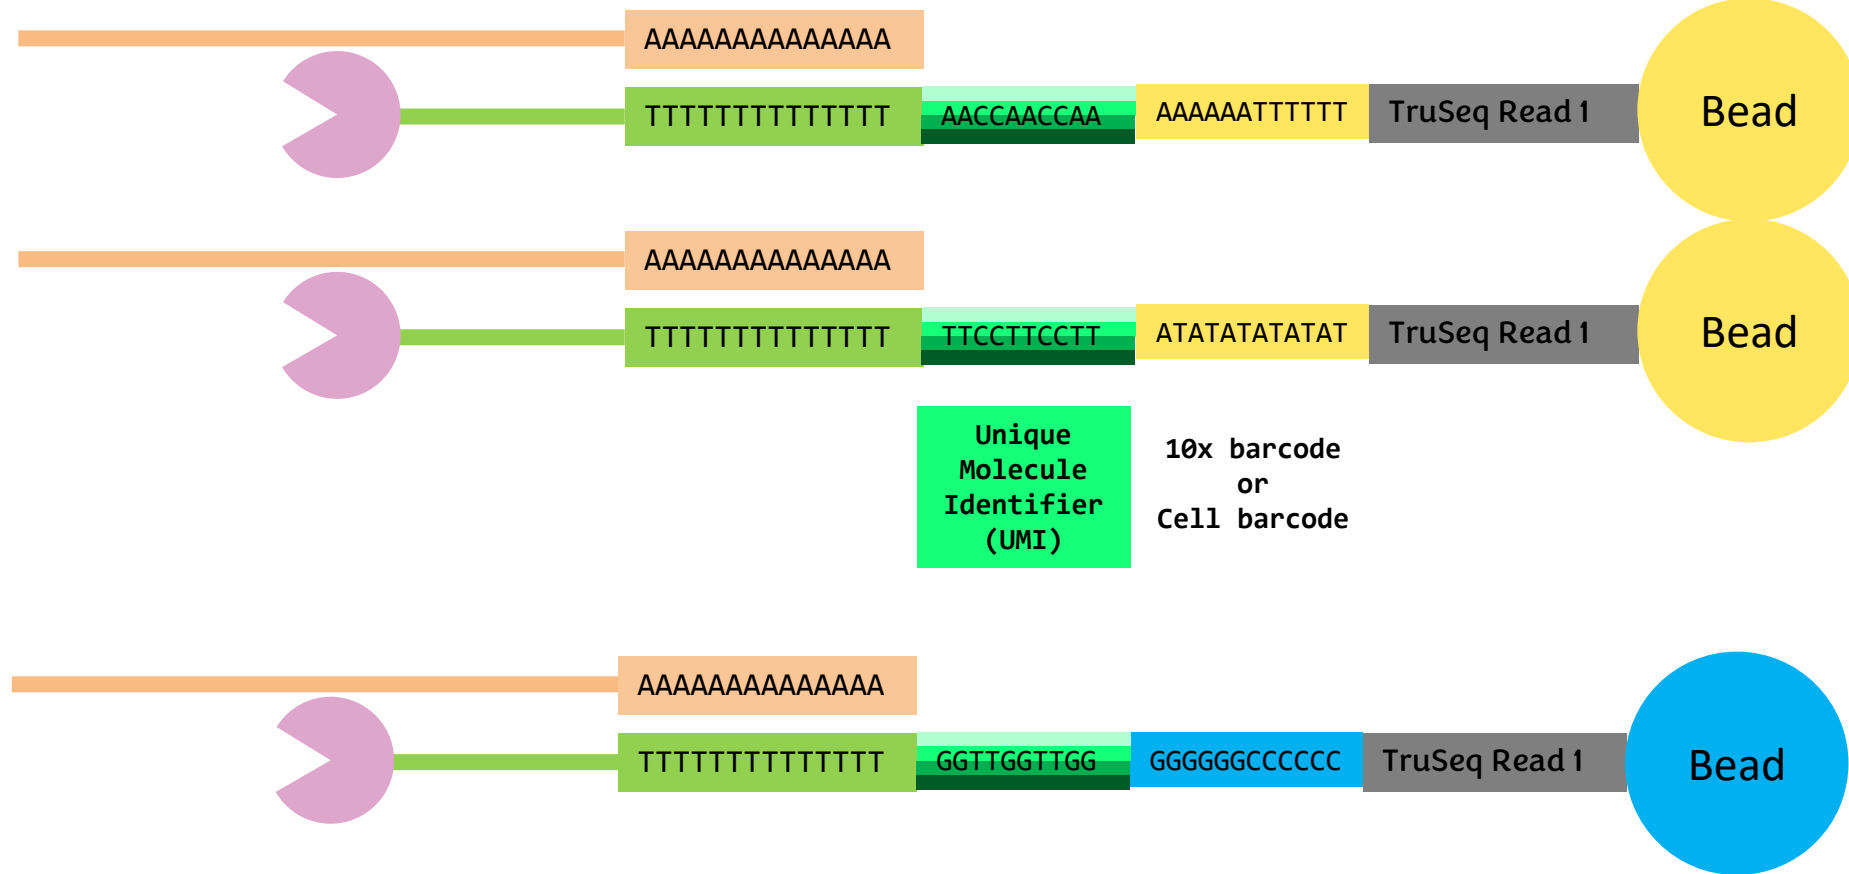 AAAAAAAAAAAAAA
TTTTTTTTTTTTTT AACCAACCAA AAAAAATTTTTT TruSeq Read 1 Bead
AAAAAAAAAAAAAA
TTTTTTTTTTTTTT TTCCTTCCTT ATATATATATAT TruSeq Read 1 Bead
Unique
Molecule
Identifier
(UMI)
10x barcode
or
Cell barcode
AAAAAAAAAAAAAA
TTTTTTTTTTTTTT GGTTGGTTGG GGGGGGCCCCCC TruSeq Read 1 Bead